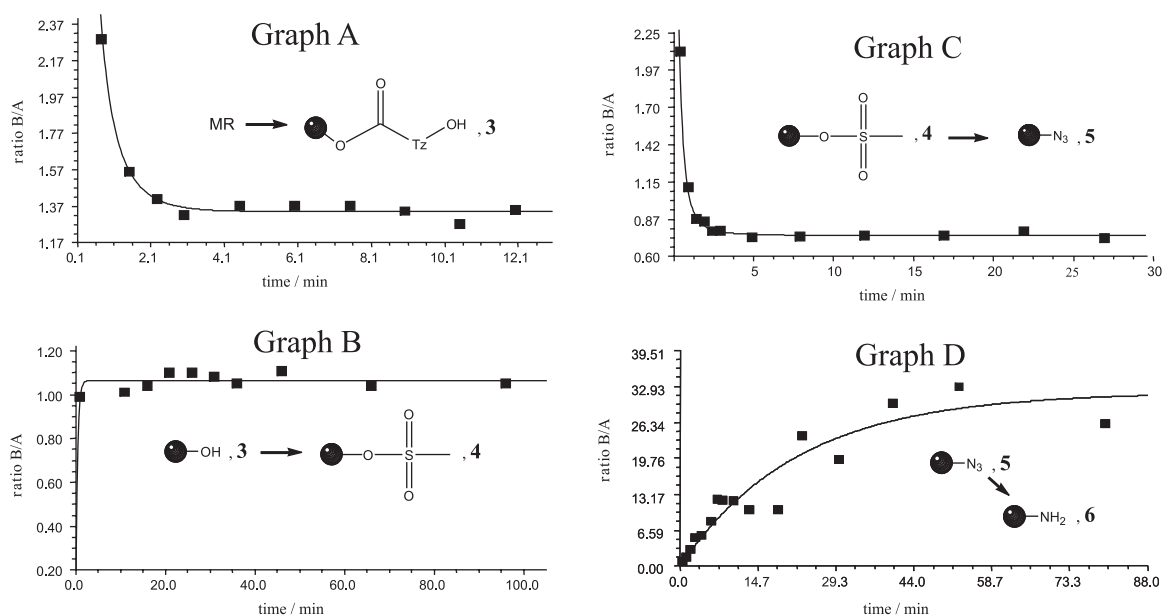 Graph A
ratio B/A
2.37
2.17
1.97
1.77
1.57
1.37
1.17
0.1
2.1
4.1
6.1
8.1
10.1
12.1
time / min
MR
O
O
Tz
OH , 3
Graph C
ratio B/A
2.25
1.97
1.70
1.42
1.15
0.87
0.60
5
10
15
20
25
30
time / min
O
O
S
O
, 4
N3 , 5
Graph B
ratio B/A
1.20
1.00
0.80
0.60
0.40
0.20
0.0
20.0
40.0
60.0
80.0
100.0
time / min
OH , 3
O
O
S
O
, 4
Graph D
ratio B/A
39.51
32.93
26.34
19.76
13.17
6.59
0.00
0.0
14.7
29.3
44.0
58.7
73.3
88.0
time / min
N3 , 5
NH2 , 6